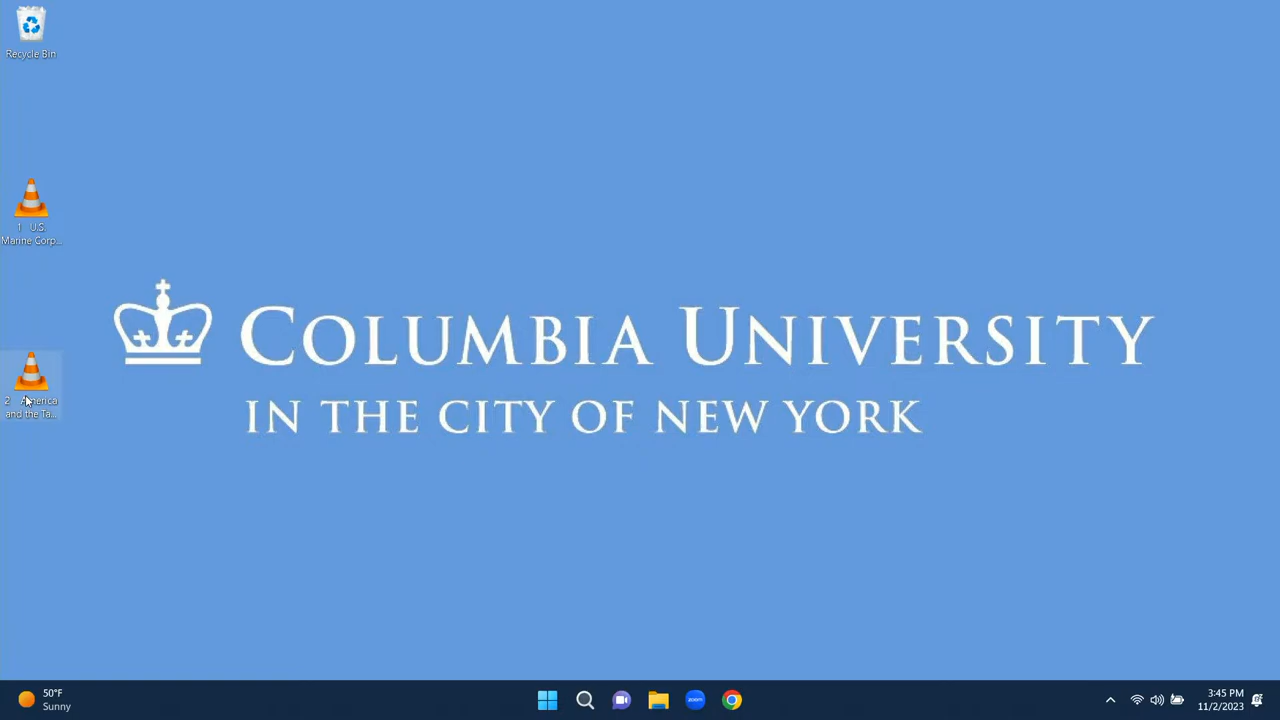 Recycle Bin
1 U.S.
Marine Corp...
COLUMBIA UNIVERSITY
IN THE CITY OF NEW YORK
2 America
and the Ta...
50°F
Sunny
zoom
3:45 PM
11/2/2023